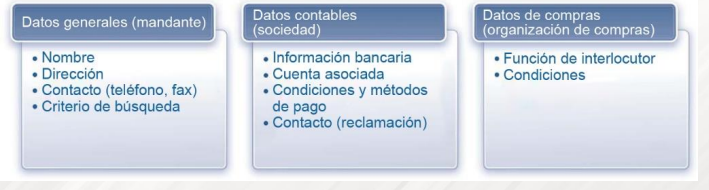 Datos generales (mandante)
• Nombre
• Dirección
• Contacto (teléfono, fax)
• Criterio de búsqueda
Datos contables
(sociedad)
• Información bancaria
• Cuenta asociada
• Condiciones y métodos
de pago
• Contacto (reclamación)
Datos de compras
(organización de compras)
• Función de interlocutor
• Condiciones